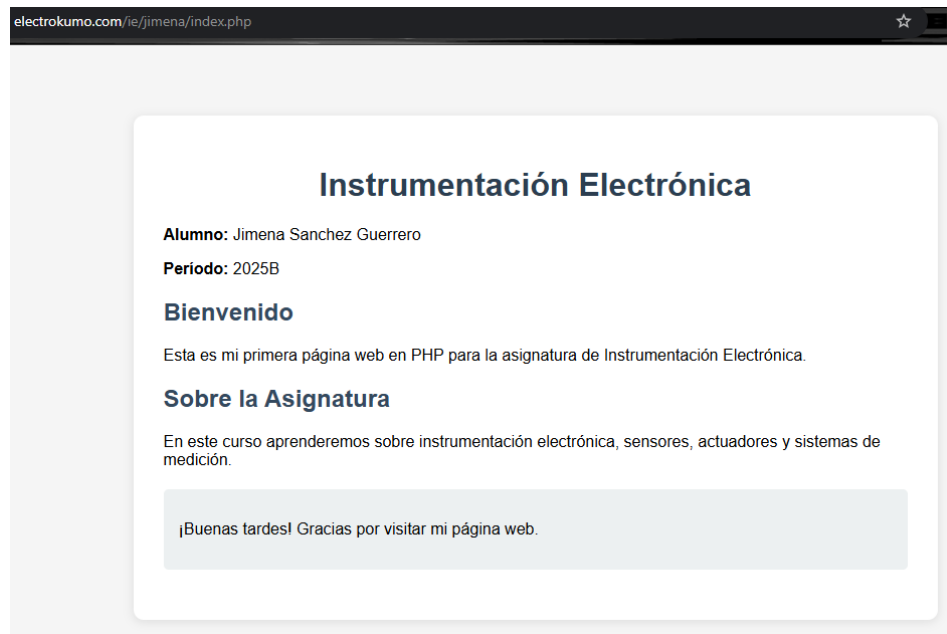 electrokumo.com/ie/jimena/index.php
Instrumentación Electrónica
Alumno: Jimena Sanchez Guerrero
Período: 2025B
Bienvenido
Esta es mi primera página web en PHP para la asignatura de Instrumentación Electrónica.
Sobre la Asignatura
En este curso aprenderemos sobre instrumentación electrónica, sensores, actuadores y sistemas de
medición.
¡Buenas tardes! Gracias por visitar mi página web.